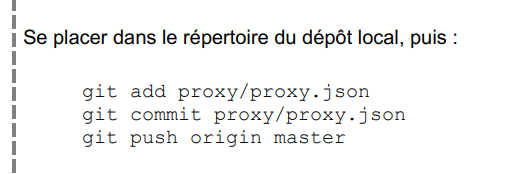 Se placer dans le répertoire du dépôt local, puis :
git add proxy/proxy.json
git commit proxy/proxy.json
git push origin master